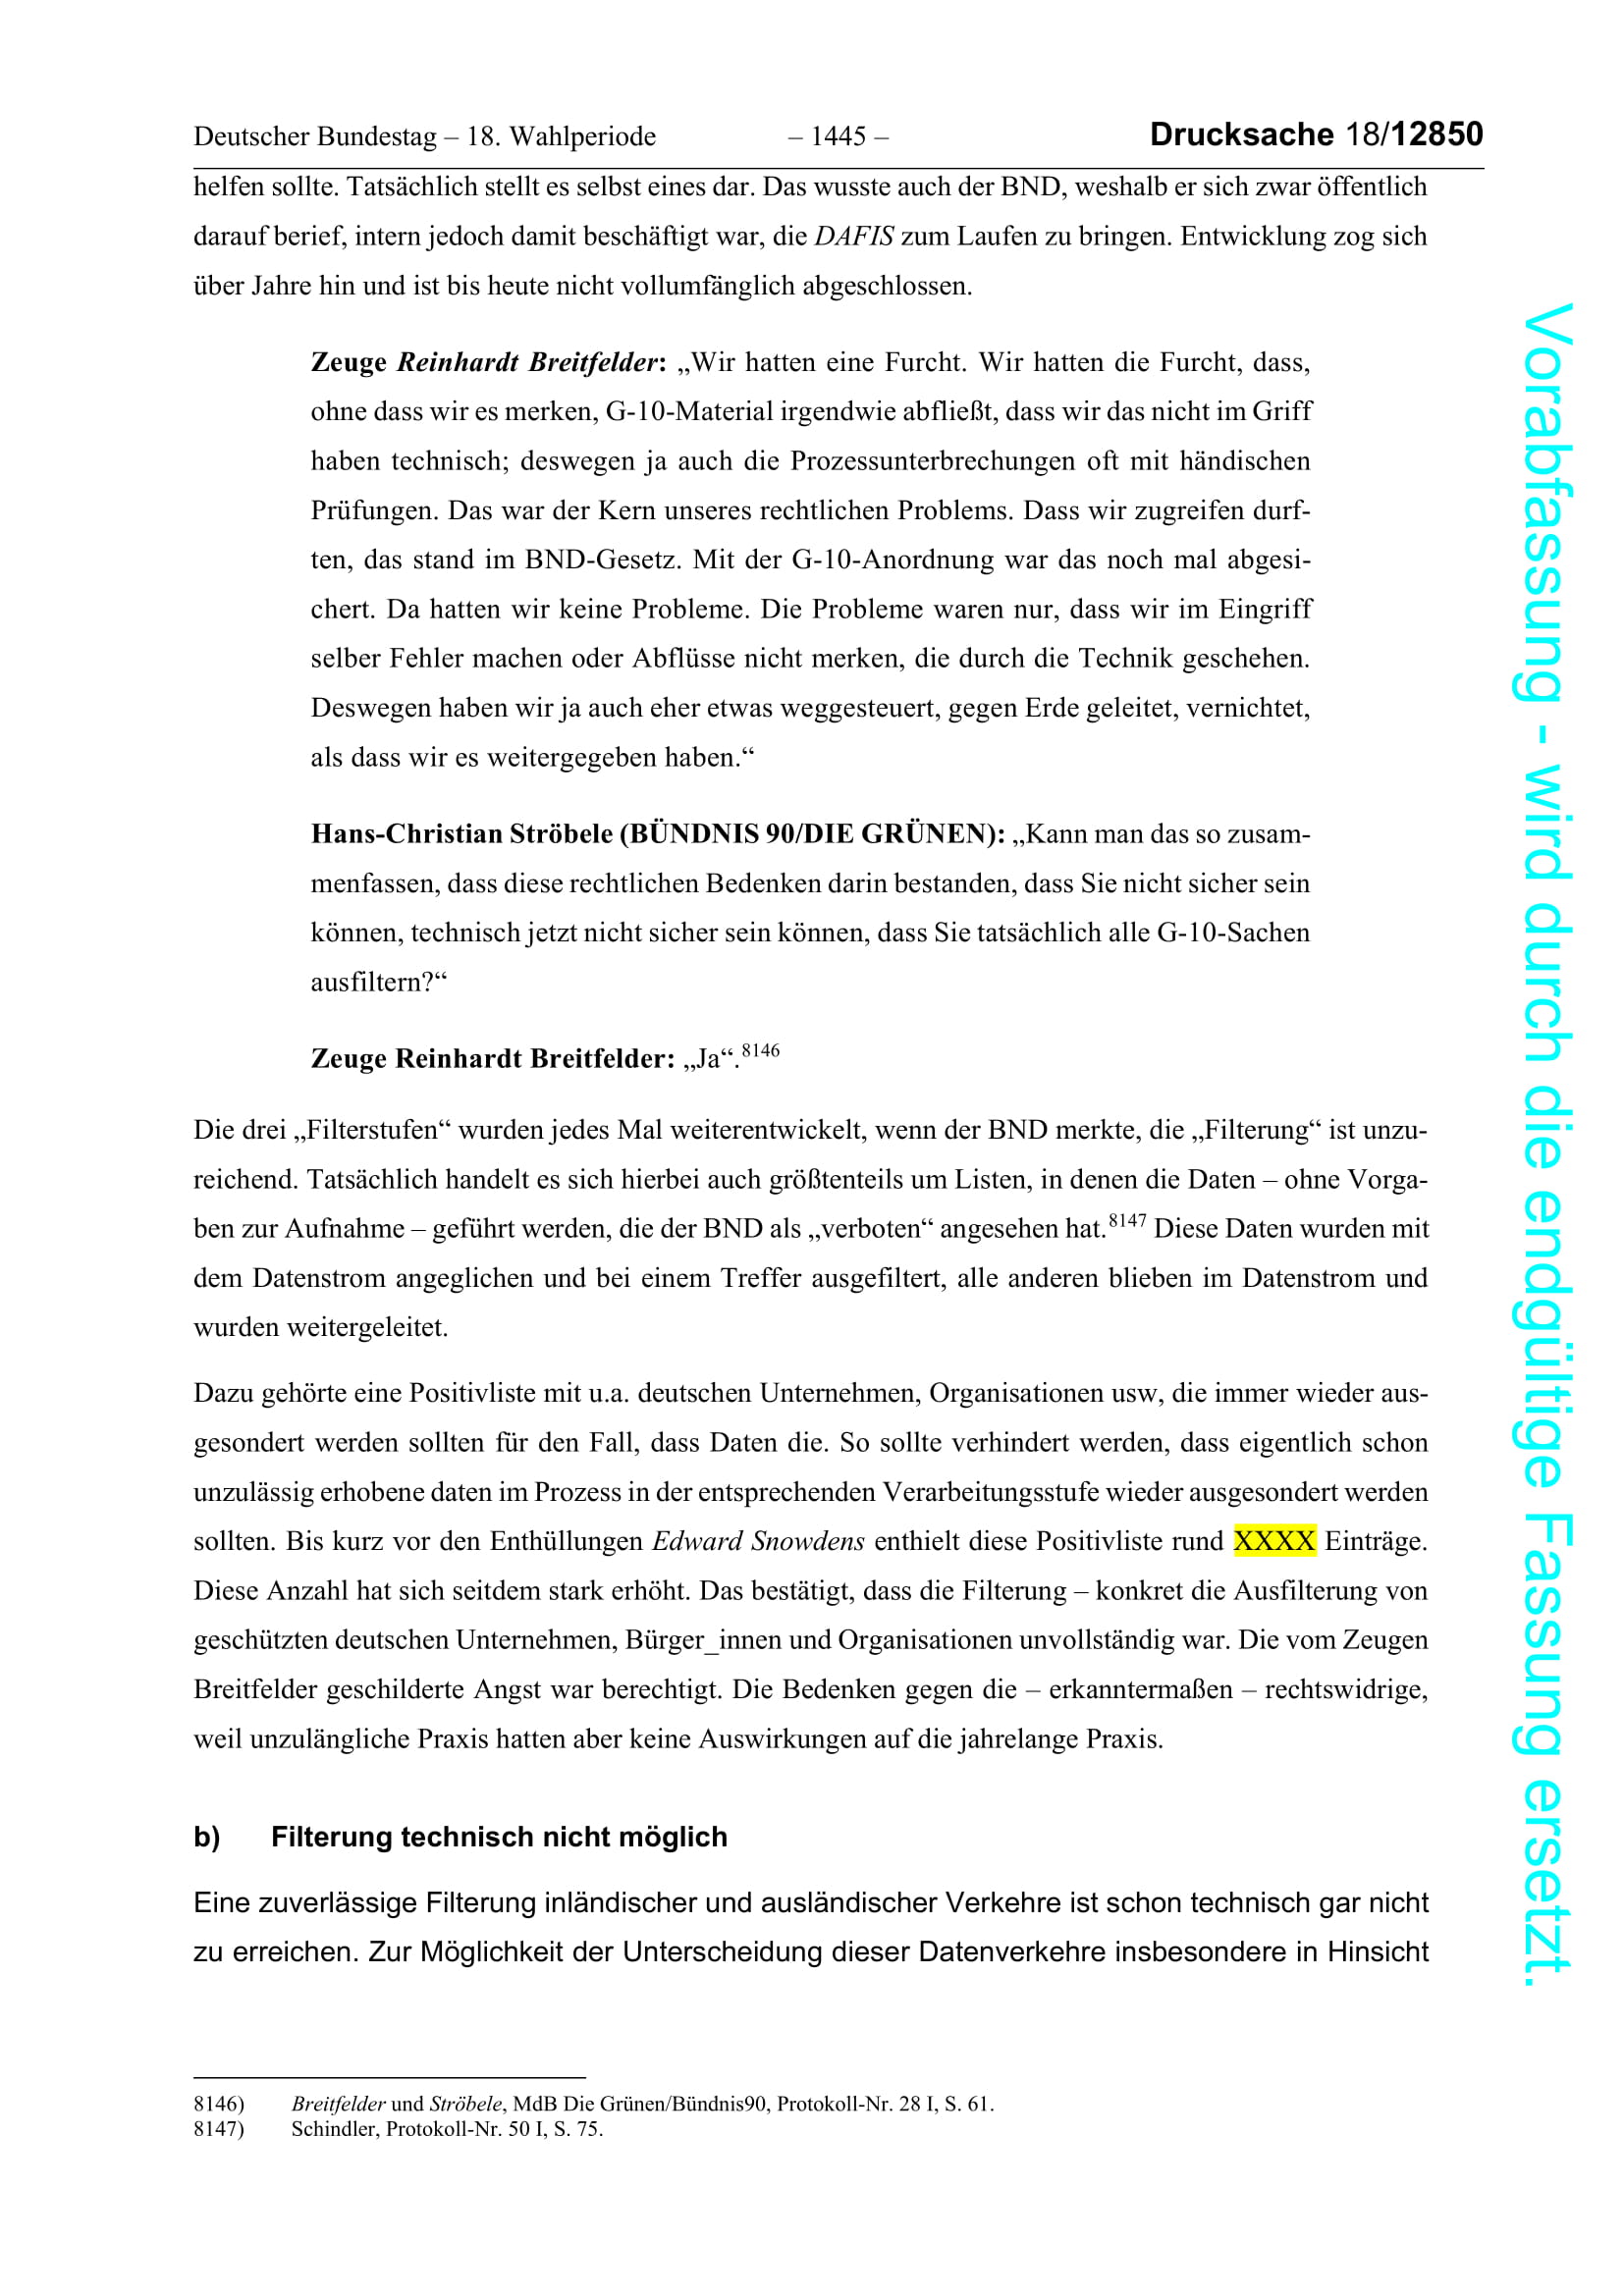 Deutscher Bundestag – 18. Wahlperiode – 1445 – Drucksache 18/12850
helfen sollte. Tatsächlich stellt es selbst eines dar. Das wusste auch der BND, weshalb er sich zwar öffentlich
darauf berief, intern jedoch damit beschäftigt war, die DAFIS zum Laufen zu bringen. Entwicklung zog sich
über Jahre hin und ist bis heute nicht vollumfänglich abgeschlossen.
Zeuge Reinhardt Breitfelder: „Wir hatten eine Furcht. Wir hatten die Furcht, dass,
ohne dass wir es merken, G-10-Material irgendwie abfließt, dass wir das nicht im Griff
haben technisch; deswegen ja auch die Prozessunterbrechungen oft mit händischen
Prüfungen. Das war der Kern unseres rechtlichen Problems. Dass wir zugreifen durf-
ten, das stand im BND-Gesetz. Mit der G-10-Anordnung war das noch mal abgesi-
chert. Da hatten wir keine Probleme. Die Probleme waren nur, dass wir im Eingriff
selber Fehler machen oder Abflüsse nicht merken, die durch die Technik geschehen.
Deswegen haben wir ja auch eher etwas weggesteuert, gegen Erde geleitet, vernichtet,
als dass wir es weitergegeben haben.“
Hans-Christian Ströbele (BÜNDNIS 90/DIE GRÜNEN): „Kann man das so zusam-
menfassen, dass diese rechtlichen Bedenken darin bestanden, dass Sie nicht sicher sein
können, technisch jetzt nicht sicher sein können, dass Sie tatsächlich alle G-10-Sachen
ausfiltern?“
Zeuge Reinhardt Breitfelder: „Ja“.8146
Die drei „Filterstufen“ wurden jedes Mal weiterentwickelt, wenn der BND merkte, die „Filterung“ ist unzu-
reichend. Tatsächlich handelt es sich hierbei auch größtenteils um Listen, in denen die Daten – ohne Vorga-
ben zur Aufnahme – geführt werden, die der BND als „verboten“ angesehen hat.8147 Diese Daten wurden mit
dem Datenstrom angeglichen und bei einem Treffer ausgefiltert, alle anderen blieben im Datenstrom und
wurden weitergeleitet.
Dazu gehörte eine Positivliste mit u.a. deutschen Unternehmen, Organisationen usw, die immer wieder aus-
gesondert werden sollten für den Fall, dass Daten die. So sollte verhindert werden, dass eigentlich schon
unzulässig erhobene daten im Prozess in der entsprechenden Verarbeitungsstufe wieder ausgesondert werden
sollten. Bis kurz vor den Enthüllungen Edward Snowdens enthielt diese Positivliste rund XXXX Einträge.
Diese Anzahl hat sich seitdem stark erhöht. Das bestätigt, dass die Filterung – konkret die Ausfilterung von
geschützten deutschen Unternehmen, Bürger_innen und Organisationen unvollständig war. Die vom Zeugen
Breitfelder geschilderte Angst war berechtigt. Die Bedenken gegen die – erkanntermaßen – rechtswidrige,
weil unzulängliche Praxis hatten aber keine Auswirkungen auf die jahrelange Praxis.
b) Filterung technisch nicht möglich
Eine zuverlässige Filterung inländischer und ausländischer Verkehre ist schon technisch gar nicht
zu erreichen. Zur Möglichkeit der Unterscheidung dieser Datenverkehre insbesondere in Hinsicht
8146) Breitfelder und Ströbele, MdB Die Grünen/Bündnis90, Protokoll-Nr. 28 I, S. 61.
8147) Schindler, Protokoll-Nr. 50 I, S. 75.
Vorabfassung - wird durch die endgültige Fassung ersetzt.